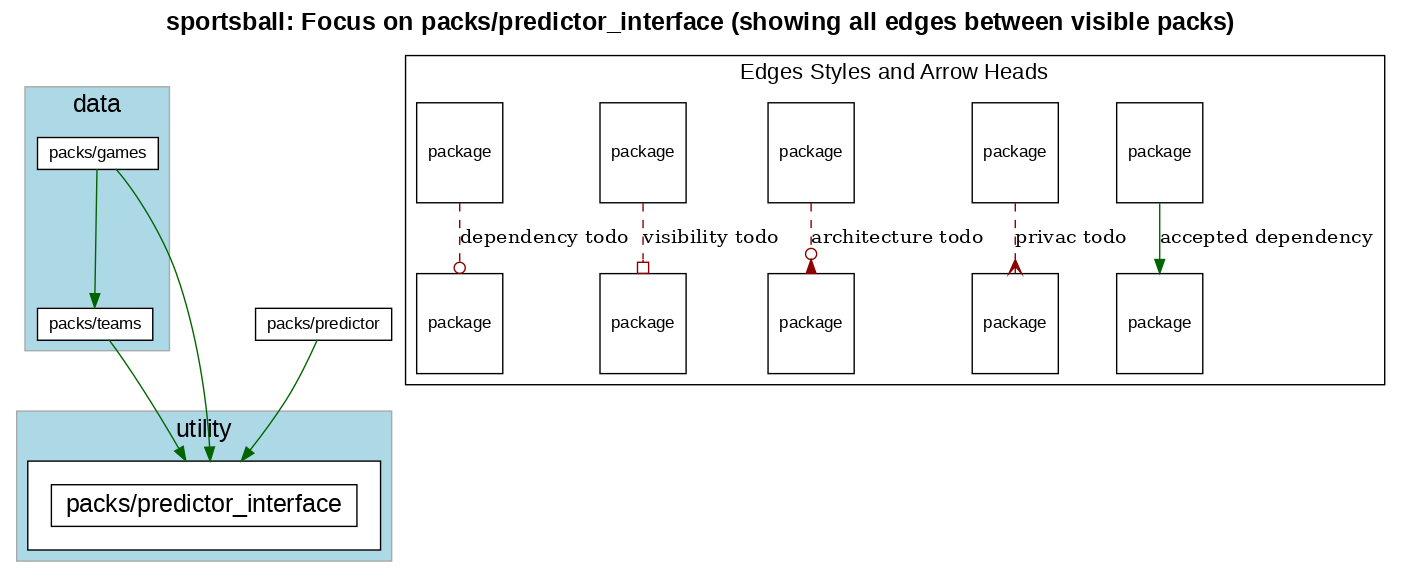 sportsball: Focus on packs/predictor_interface (showing all edges between visible packs)
Edges Styles and Arrow Heads
data
packs/games
package package package package package
dependency todo visibility todo architecture todo privac todo accepted dependency
packs/teams
packs/predictor
package package package package package
utility
packs/predictor_interface